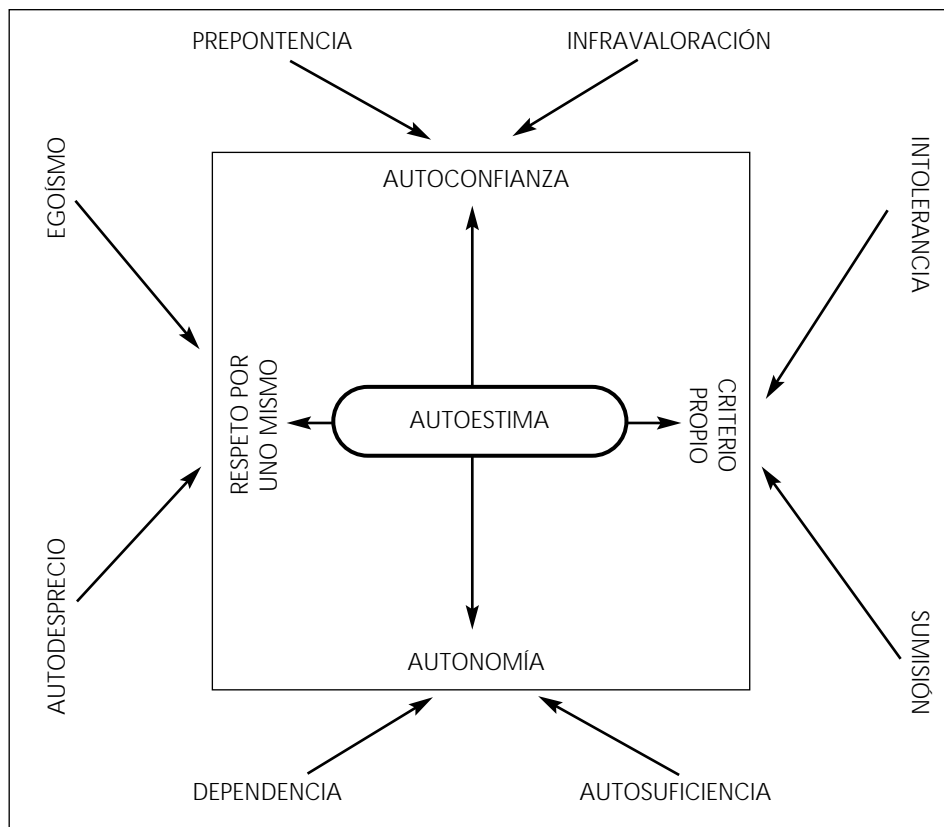 PREPONTENCIA
INFRAVALORACIÓN
EGOÍSMO
INTOLERANCIA
AUTOCONFIANZA
RESPETO POR
UNO MISMO
AUTOESTIMA
CRITERIO
PROPIO
AUTODESPRECIO
SUMISIÓN
AUTONOMÍA
DEPENDENCIA
AUTOSUFICIENCIA